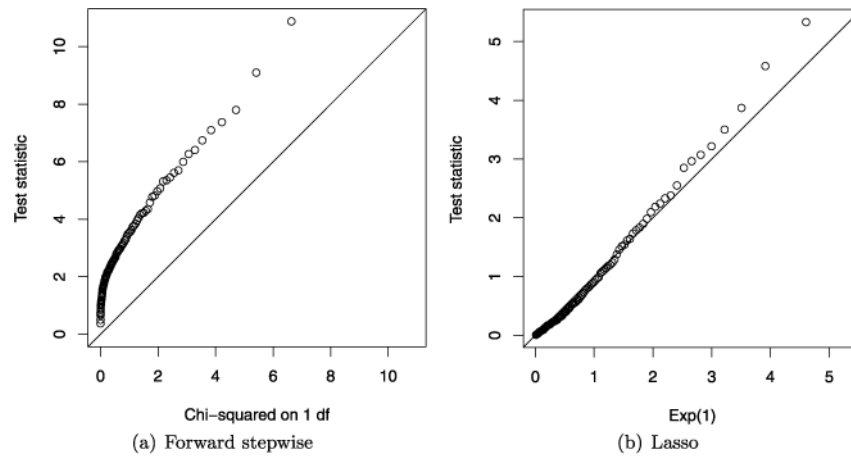 10
8
6
4
2
0
Test statistic
0 2 4 6 8 10
Chi−squared on 1 df
(a) Forward stepwise
5
4
3
2
1
0
Test statistic
0 1 2 3 4 5
Exp(1)
(b) Lasso